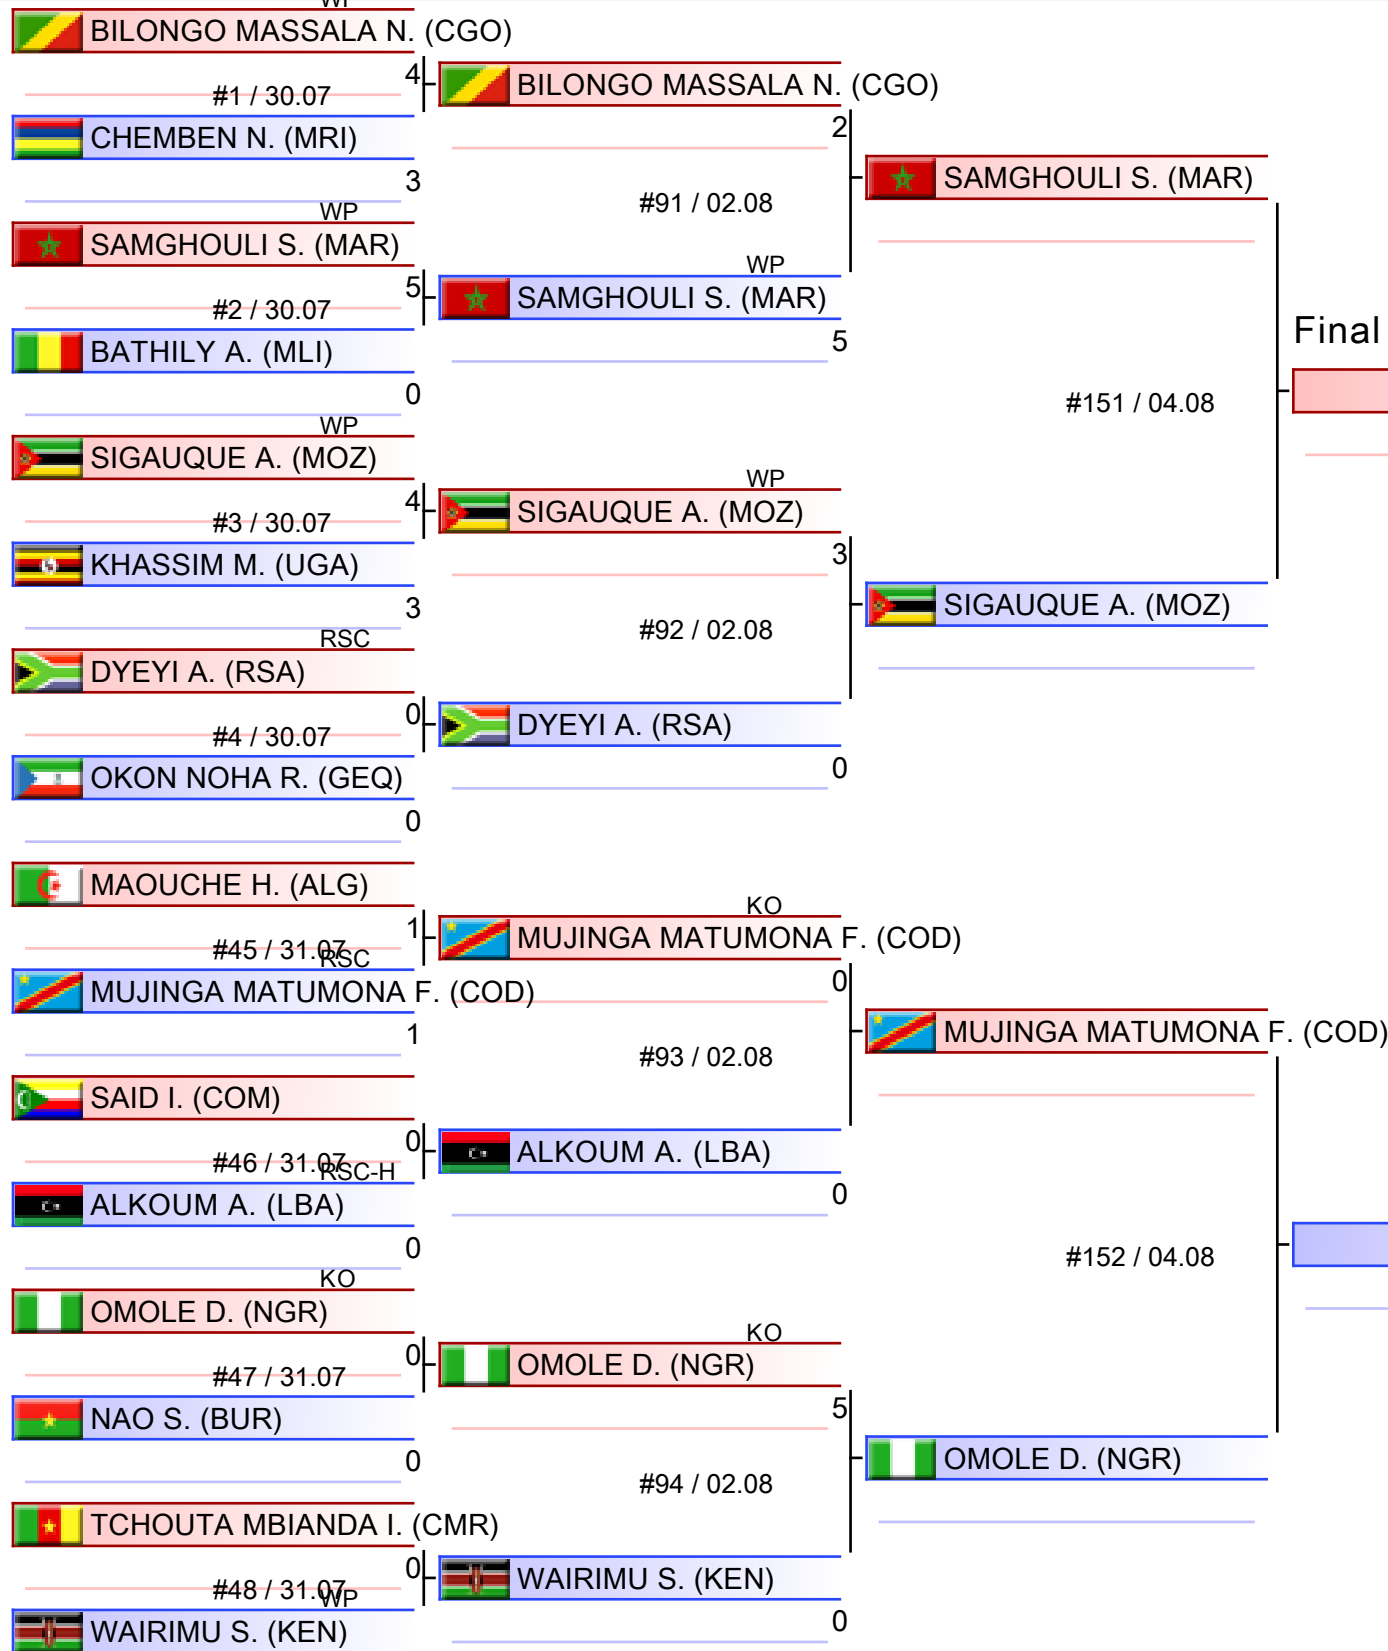 WP
BILONGO MASSALA N. (CGO)
4
#1 / 30.07
CHEMBEN N. (MRI)
3
WP
SAMGHOULI S. (MAR)
5
#2 / 30.07
BATHILY A. (MLI)
0
WP
SIGAUQUE A. (MOZ)
4
#3 / 30.07
KHASSIM M. (UGA)
3
RSC
DYEYI A. (RSA)
0
#4 / 30.07
OKON NOHA R. (GEQ)
0
MAOUCHE H. (ALG)
1
#45 / 31.07
RSC
MUJINGA MATUMONA F. (COD)
1
SAID I. (COM)
0
#46 / 31.07
RSC-H
ALKOUM A. (LBA)
0
KO
OMOLE D. (NGR)
0
#47 / 31.07
NAO S. (BUR)
0
TCHOUTA MBIANDA I. (CMR)
0
#48 / 31.07
WP
WAIRIMU S. (KEN)
BILONGO MASSALA N. (CGO)
2
#91 / 02.08
WP
SAMGHOULI S. (MAR)
5
WP
SIGAUQUE A. (MOZ)
3
#92 / 02.08
DYEYI A. (RSA)
0
KO
MUJINGA MATUMONA F. (COD)
0
#93 / 02.08
ALKOUM A. (LBA)
0
KO
OMOLE D. (NGR)
5
#94 / 02.08
WAIRIMU S. (KEN)
0
SAMGHOULI S. (MAR)
#151 / 04.08
SIGAUQUE A. (MOZ)
MUJINGA MATUMONA F. (COD)
#152 / 04.08
OMOLE D. (NGR)
Final